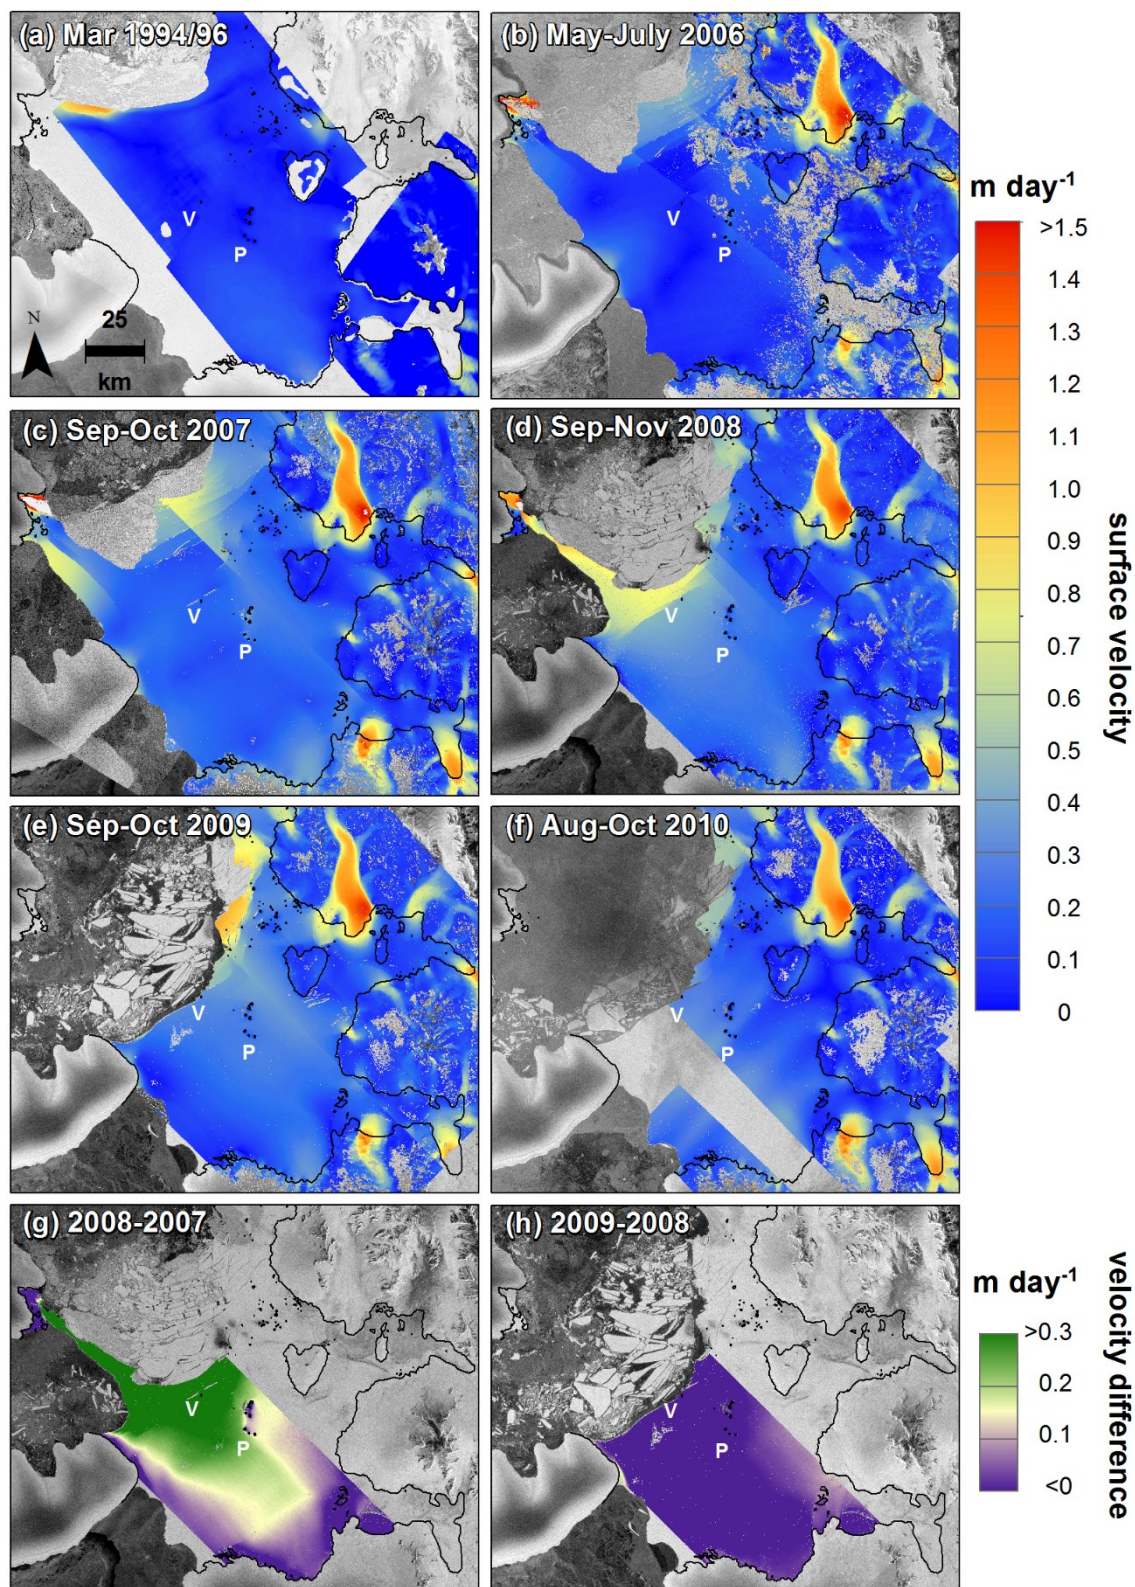 (a) Mar 1994/96
V
P
N
25
km
(b) May-July 2006
V
P
(c) Sep-Oct 2007
V
P
(d) Sep-Nov 2008
V
P
(e) Sep-Oct 2009
V
P
(f) Aug-Oct 2010
V
P
(g) 2008-2007
V
P
(h) 2009-2008
V
P
m day⁻¹
>1.5
1.4
1.3
1.2
1.1
1.0
0.9
0.8
0.7
0.6
0.5
0.4
0.3
0.2
0.1
0
surface velocity
m day⁻¹
>0.3
0.2
0.1
<0
velocity difference